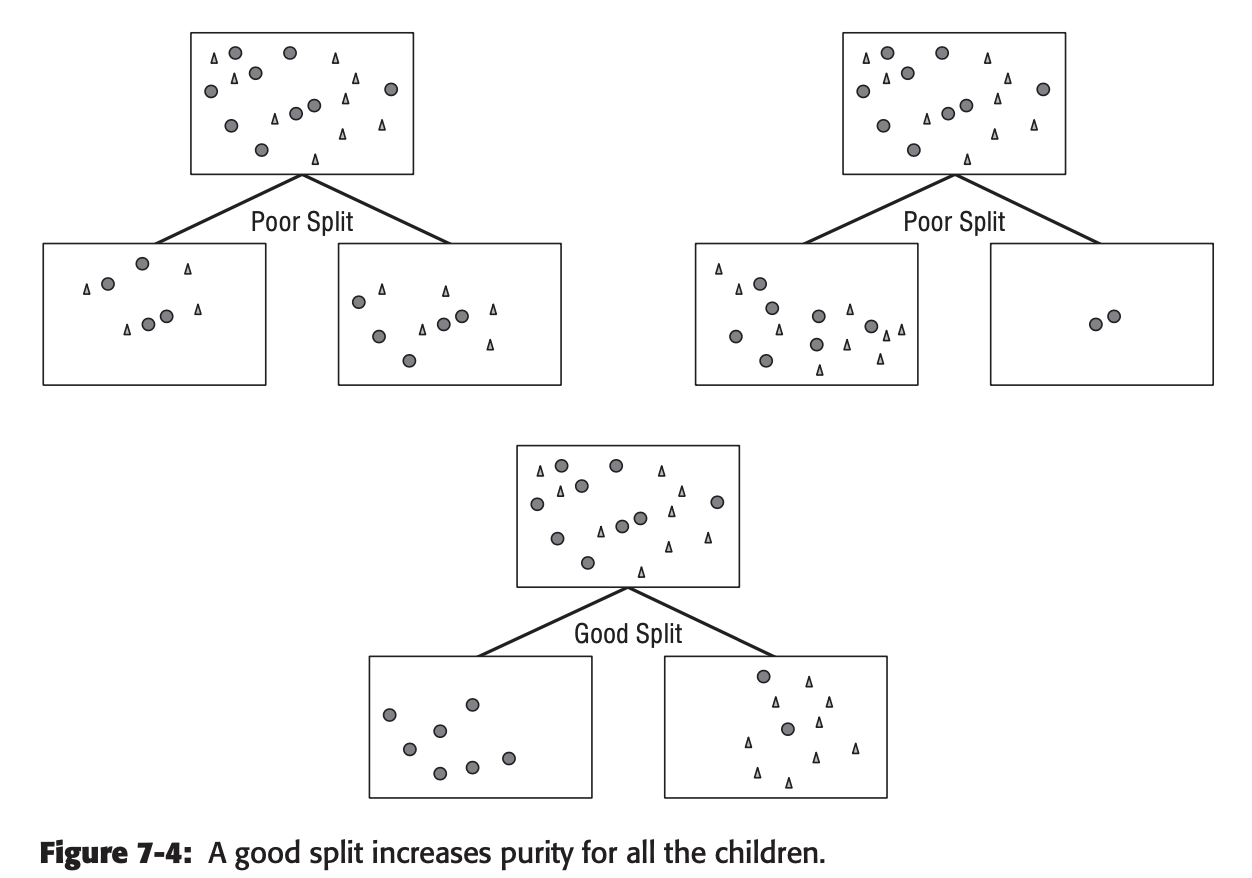 Poor Split
Poor Split
Good Split
Figure 7-4: A good split increases purity for all the children.